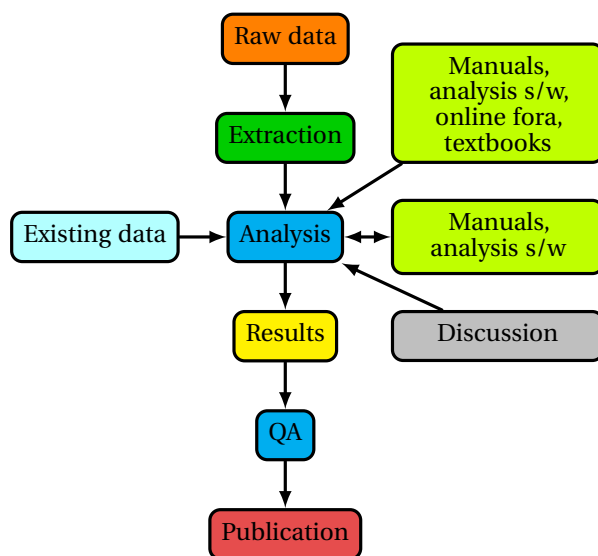 Raw data
Manuals,
analysis s/w,
online fora,
textbooks
Extraction
Existing data
Analysis
Manuals,
analysis s/w
Results
Discussion
QA
Publication